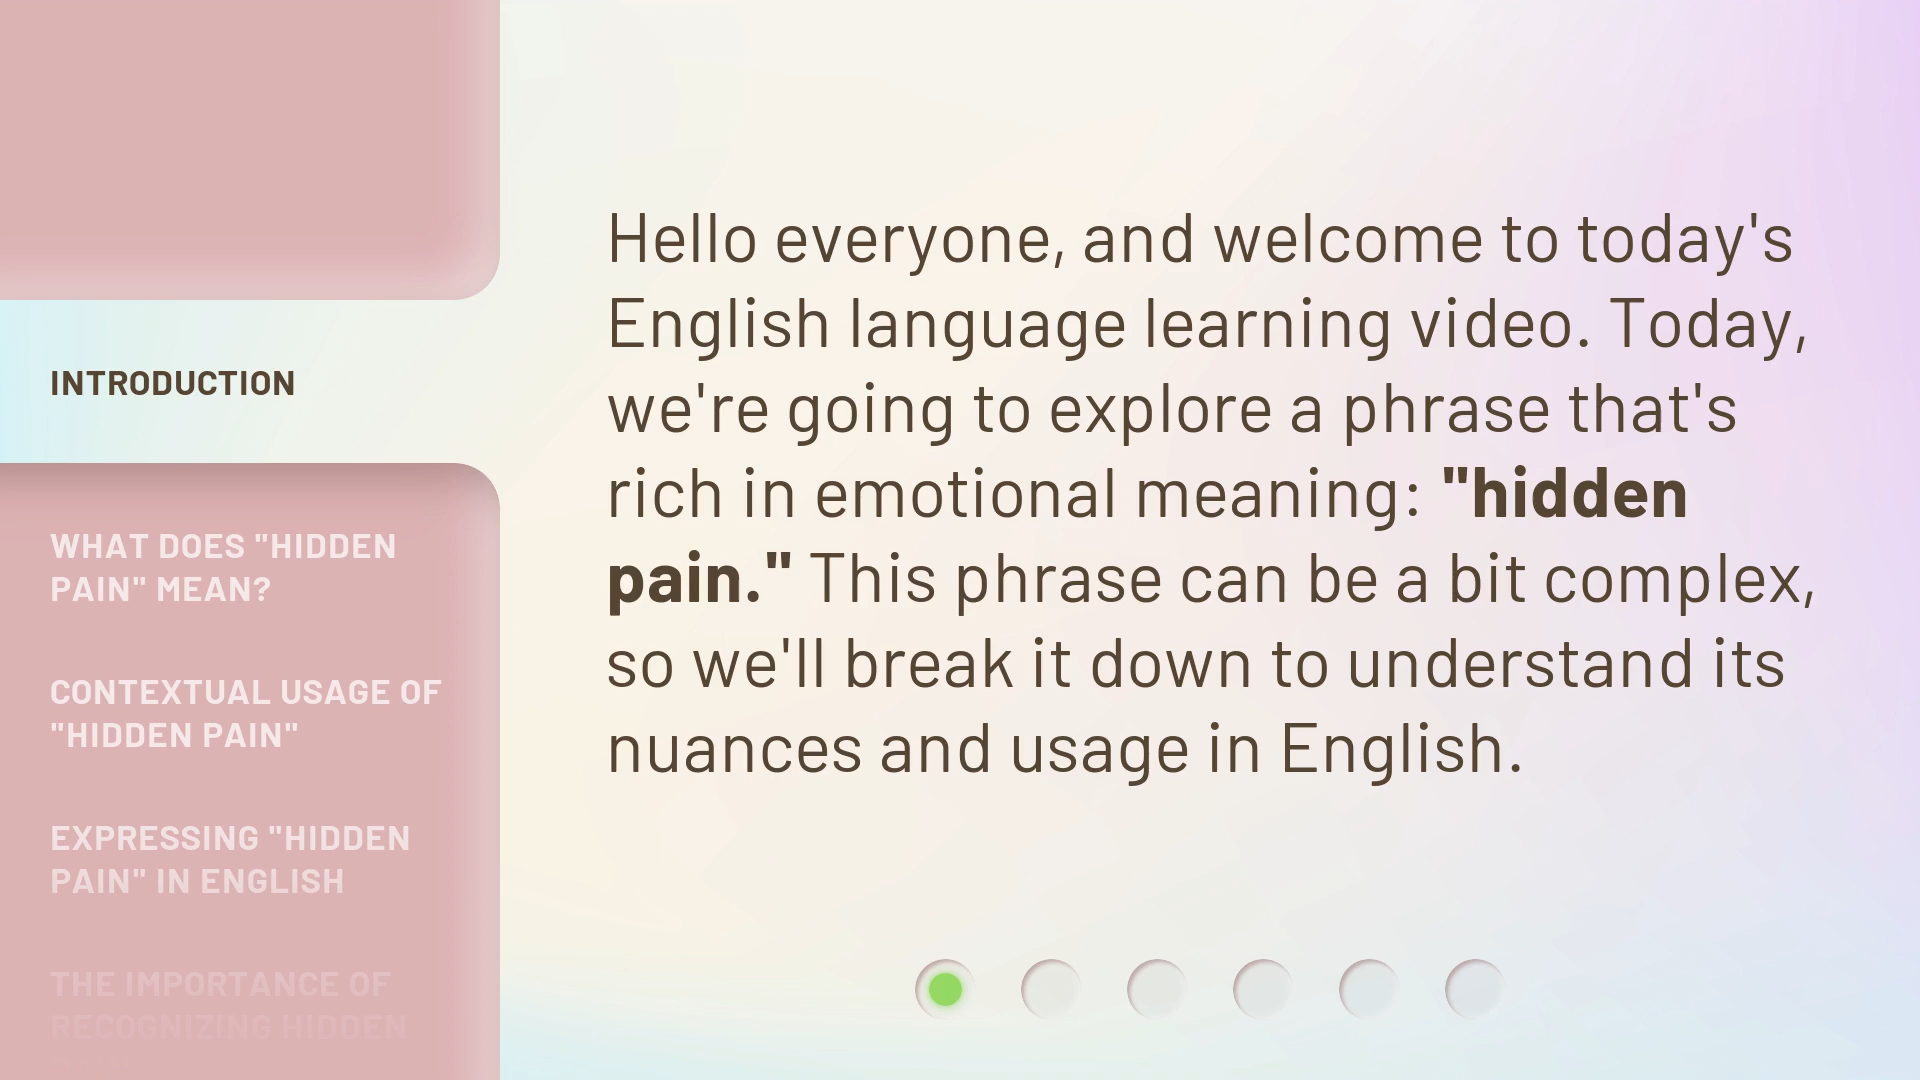 INTRODUCTION
WHAT DOES "HIDDEN
PAIN" MEAN?
CONTEXTUAL USAGE OF
"HIDDEN PAIN"
EXPRESSING "HIDDEN
PAIN" IN ENGLISH
THE IMPORTANCE OF
RECOGNIZING HIDDEN
Hello everyone, and welcome to today's
English language learning video. Today,
we're going to explore a phrase that's
rich in emotional meaning: "hidden
pain." This phrase can be a bit complex,
so we'll break it down to understand its
nuances and usage in English.